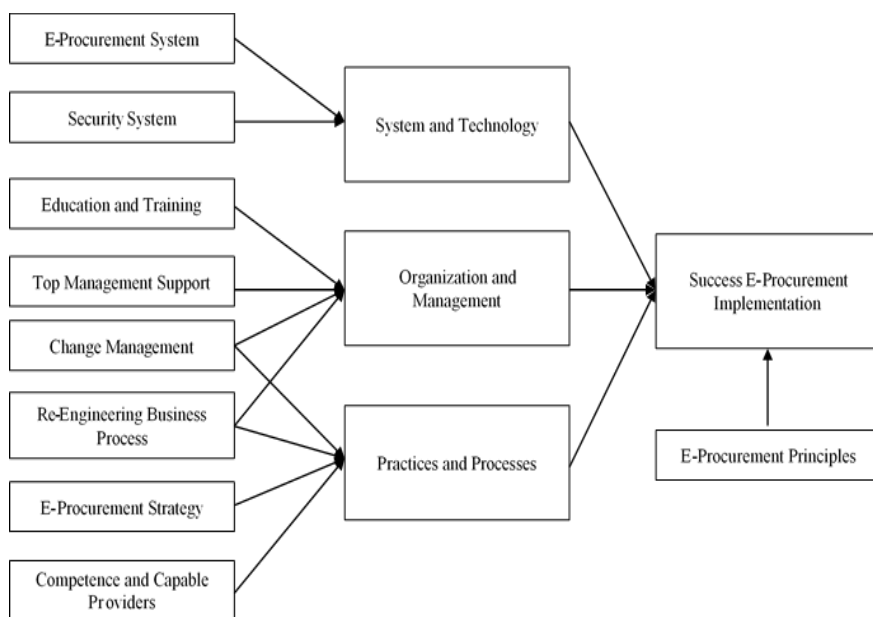 E-Procurement System
Security System
Education and Training
Top Management Support
Change Management
Re-Engineering Business
Process
E-Procurement Strategy
Competence and Capable
Providers
System and Technology
Organization and
Management
Practices and Processes
Success E-Procurement
Implementation
E-Procurement Principles